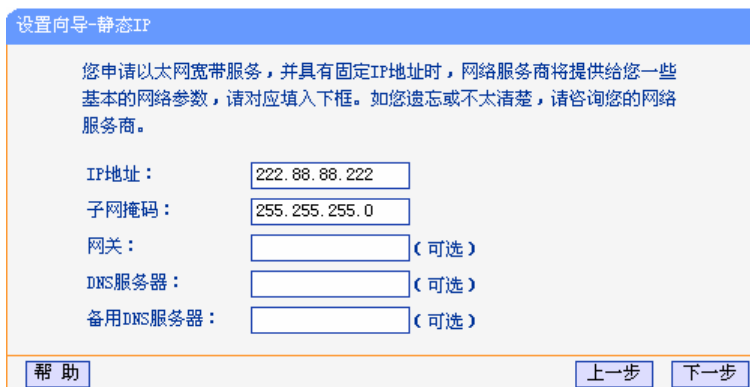 设置向导-静态IP
您申请以太网宽带服务，并具有固定IP地址时，网络服务商将提供给您一些
基本的网络参数，请对应填入下框。如您遗忘或不太清楚，请咨询您的网络
服务商。
IP地址： 222.88.88.222
子网掩码： 255.255.255.0
网关： （可选）
DNS服务器： （可选）
备用DNS服务器： （可选）
帮 助 上一步 下一步